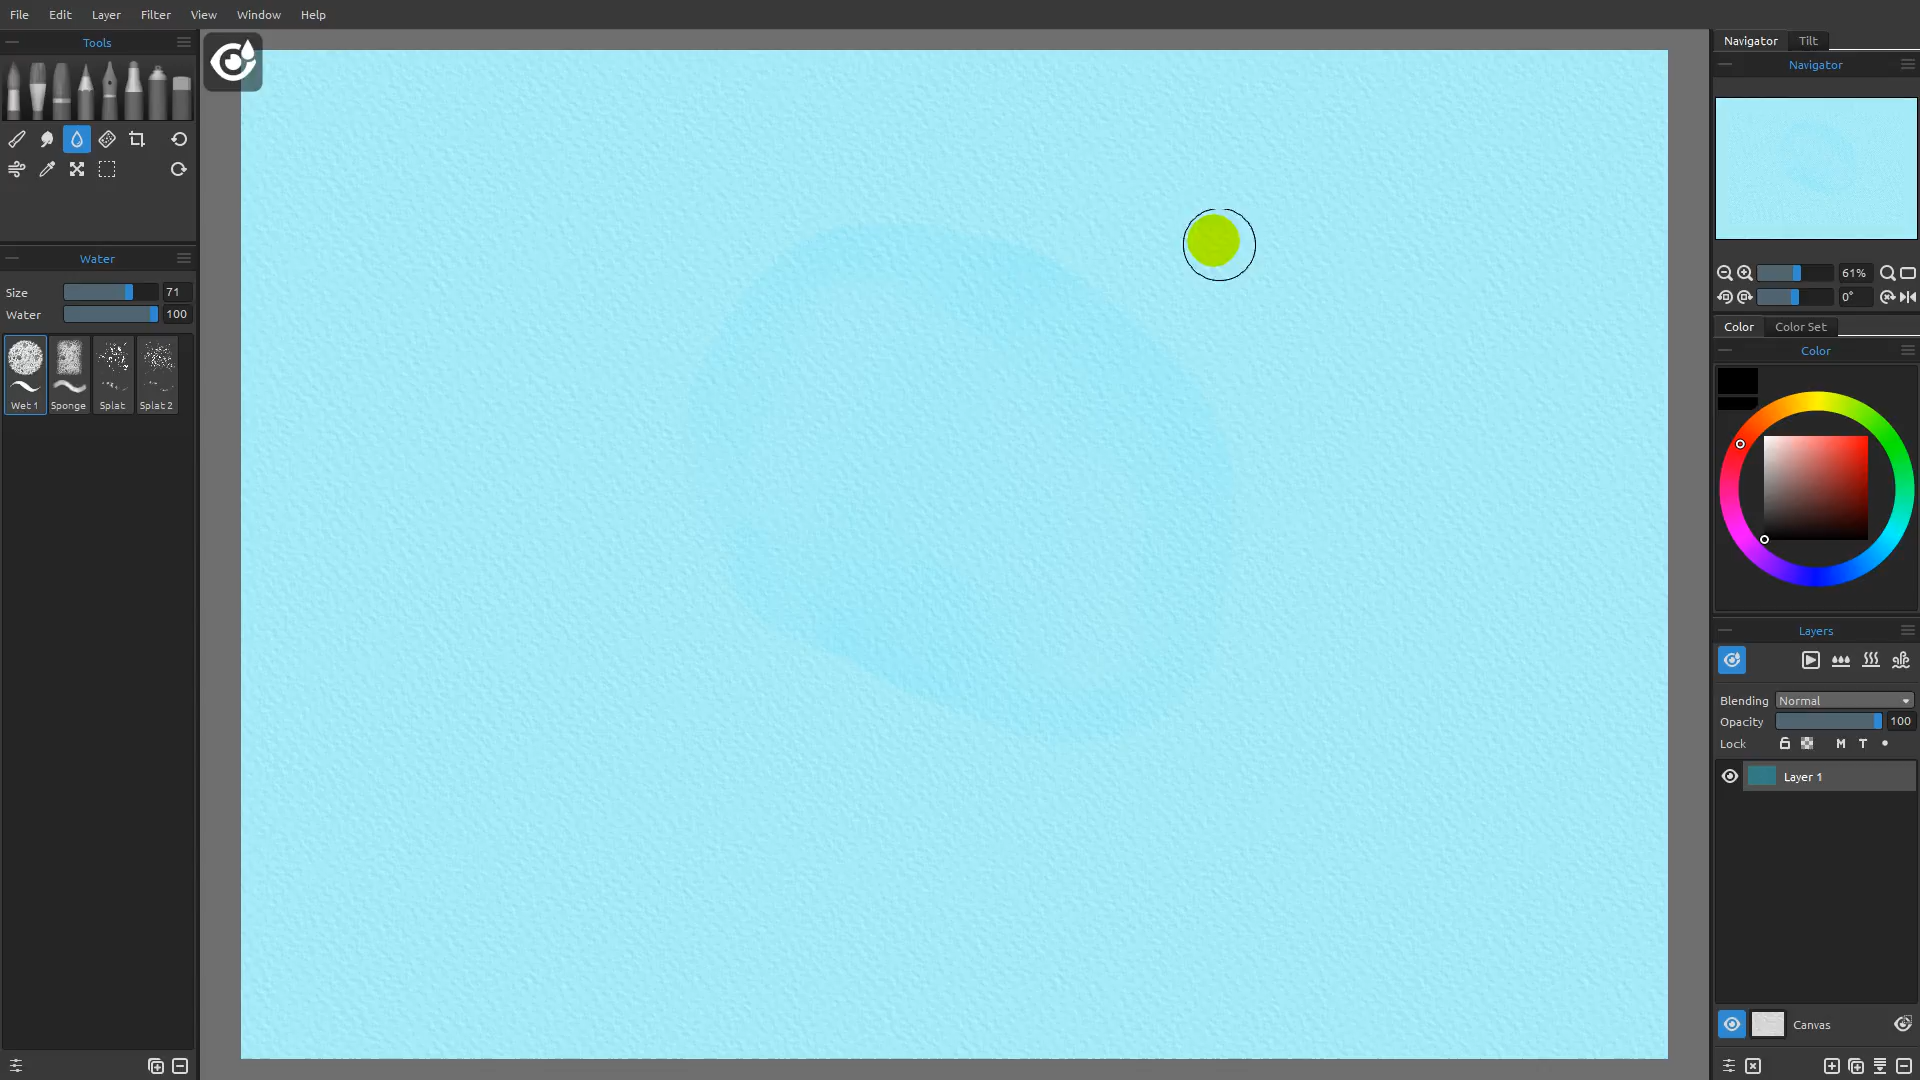 File Edit Layer Filter View Window Help
Tools
Water
Size 71
Water 100
Wet 1 Sponge Splat Splat 2
Navigator Tilt
Navigator
61%
0°
Color Color Set
Color
Layers
Blending Normal
Opacity 100
Lock M T
Layer 1
Canvas